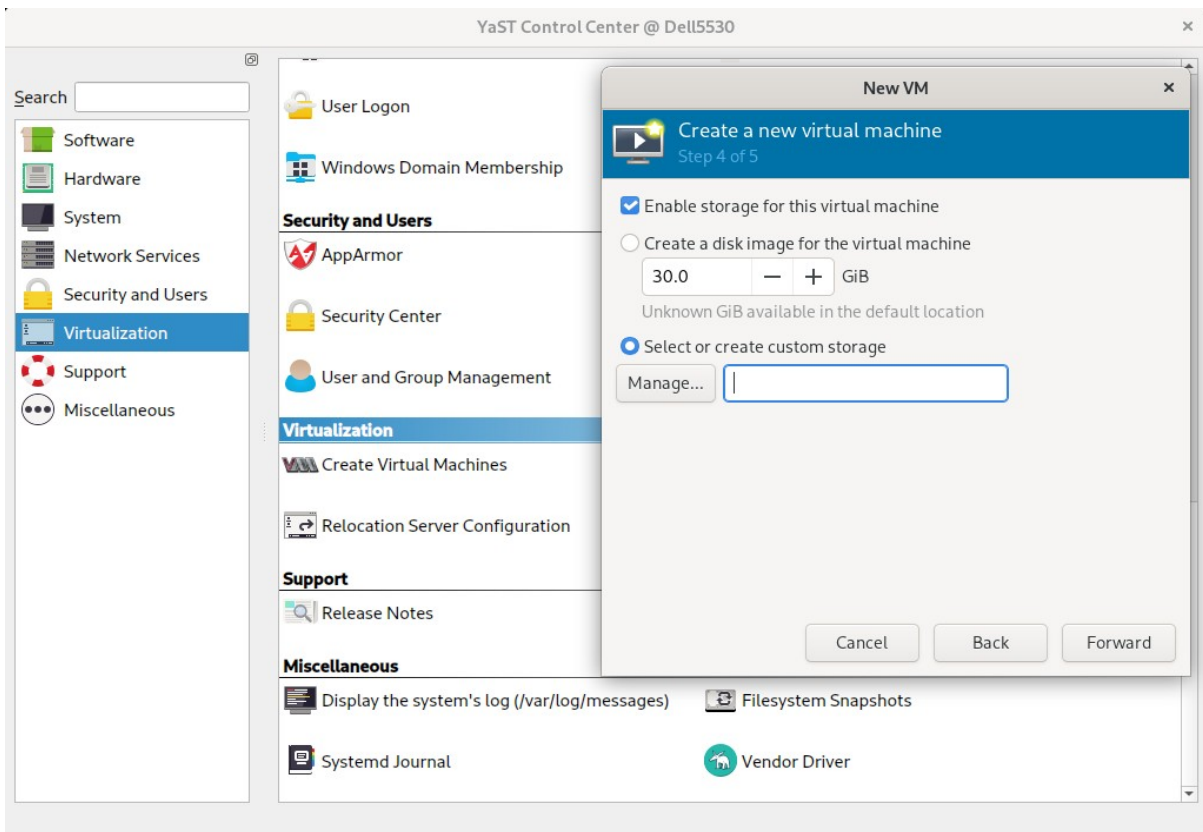 YaST Control Center @ Dell5530
Search
Software
Hardware
System
Network Services
Security and Users
Virtualization
Support
Miscellaneous
User Logon
Windows Domain Membership
Security and Users
AppArmor
Security Center
User and Group Management
Virtualization
Create Virtual Machines
Relocation Server Configuration
Support
Release Notes
Miscellaneous
Display the system's log (/var/log/messages)
Filesystem Snapshots
Systemd Journal
Vendor Driver
New VM
Create a new virtual machine
Step 4 of 5
Enable storage for this virtual machine
Create a disk image for the virtual machine
30.0 — + GiB
Unknown GiB available in the default location
Select or create custom storage
Manage...
Cancel Back Forward